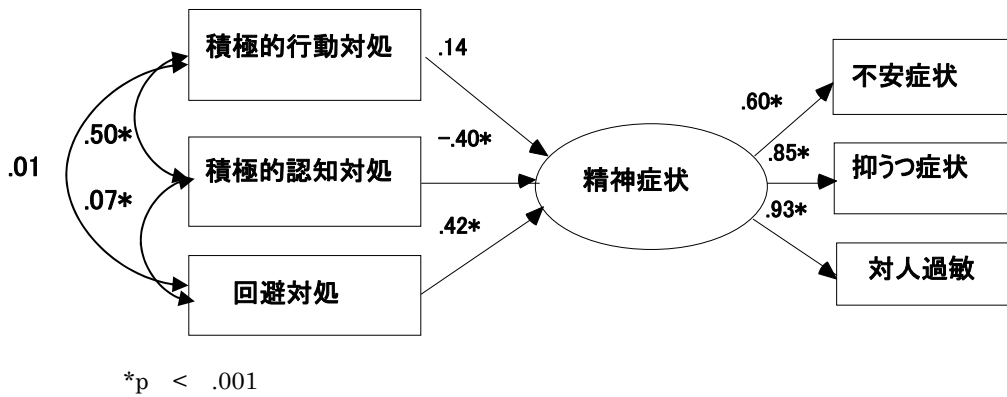 積極的行動対処
.14
不安症状
.60*
.50*
-.40*
.85*
.01
積極的認知対処
精神症状
抑うつ症状
.07*
.42*
.93*
回避対処
対人過敏
*p < .001